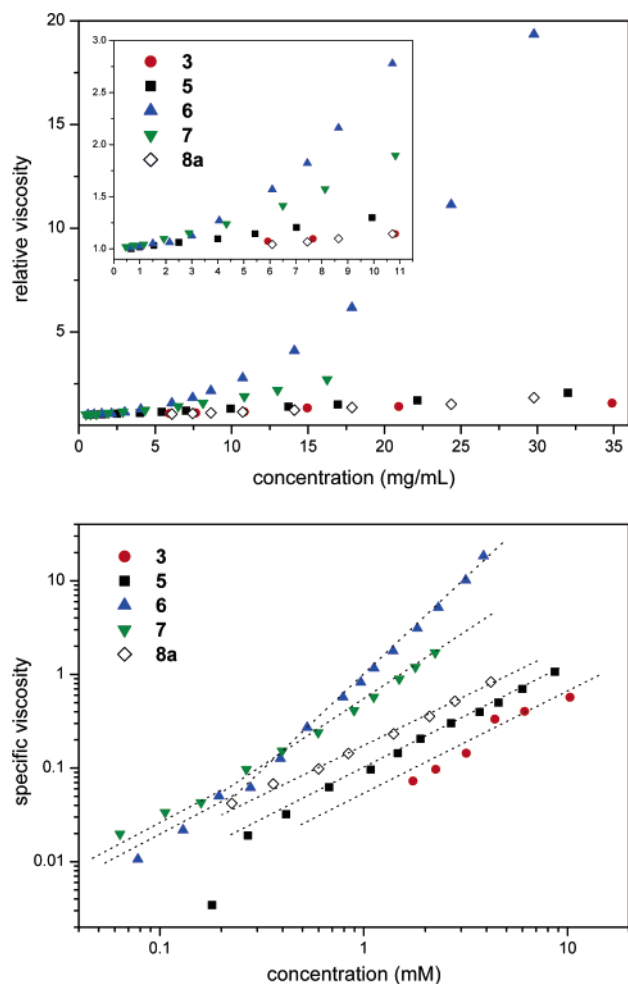 20
15
10
5
relative viscosity
3.0
2.5
2.0
1.5
1.0
3
5
6
7
8a
0 1 2 3 4 5 6 7 8 9 10 11
0 5 10 15 20 25 30 35
concentration (mg/mL)
10
1
0.1
0.01
specific viscosity
3
5
6
7
8a
0.1 1 10
concentration (mM)